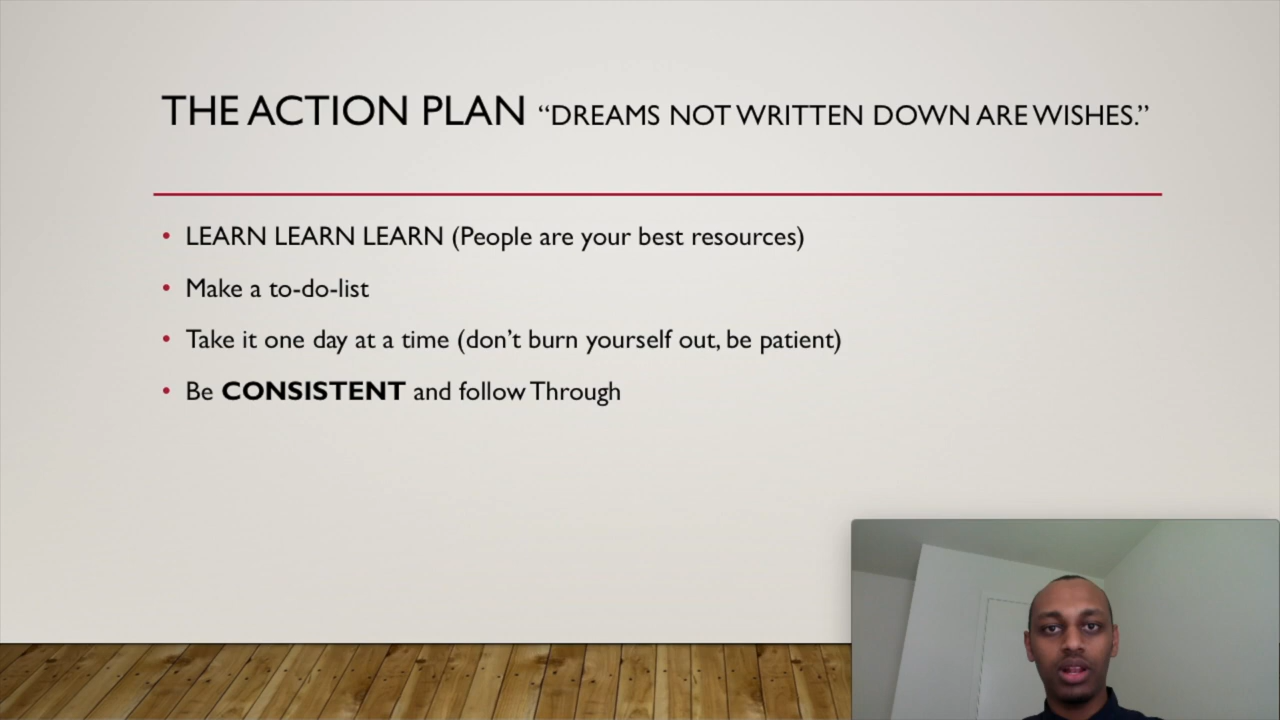 THE ACTION PLAN “DREAMS NOT WRITTEN DOWN ARE WISHES.”
• LEARN LEARN LEARN (People are your best resources)
• Make a to-do-list
• Take it one day at a time (don’t burn yourself out, be patient)
• Be CONSISTENT and follow Through